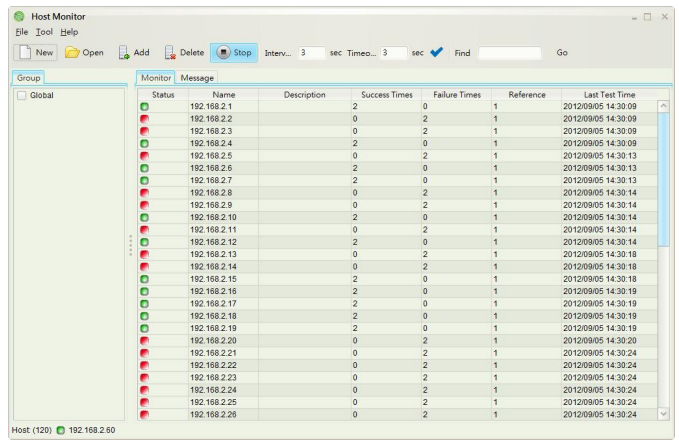 Host Monitor
File Tool Help
New Open Add Delete Stop Interv... 3 sec Timeo... 3 sec Find Go
Group Monitor Message
Global
Status Name Description Success Times Failure Times Reference Last Test Time
192.168.2.1 2 0 1 2012/09/05 14:30:09
192.168.2.2 0 2 1 2012/09/05 14:30:09
192.168.2.3 0 2 1 2012/09/05 14:30:09
192.168.2.4 2 0 1 2012/09/05 14:30:09
192.168.2.5 0 2 1 2012/09/05 14:30:13
192.168.2.6 2 0 1 2012/09/05 14:30:13
192.168.2.7 2 0 1 2012/09/05 14:30:13
192.168.2.8 0 2 1 2012/09/05 14:30:14
192.168.2.9 0 2 1 2012/09/05 14:30:14
192.168.2.10 2 0 1 2012/09/05 14:30:14
192.168.2.11 0 2 1 2012/09/05 14:30:14
192.168.2.12 2 0 1 2012/09/05 14:30:14
192.168.2.13 0 2 1 2012/09/05 14:30:18
192.168.2.14 0 2 1 2012/09/05 14:30:18
192.168.2.15 2 0 1 2012/09/05 14:30:18
192.168.2.16 2 0 1 2012/09/05 14:30:19
192.168.2.17 2 0 1 2012/09/05 14:30:19
192.168.2.18 2 0 1 2012/09/05 14:30:19
192.168.2.19 2 0 1 2012/09/05 14:30:19
192.168.2.20 0 2 1 2012/09/05 14:30:20
192.168.2.21 0 2 1 2012/09/05 14:30:24
192.168.2.22 0 2 1 2012/09/05 14:30:24
192.168.2.23 0 2 1 2012/09/05 14:30:24
192.168.2.24 0 2 1 2012/09/05 14:30:24
192.168.2.25 0 2 1 2012/09/05 14:30:24
192.168.2.26 0 2 1 2012/09/05 14:30:24
Host: (120) 192.168.2.60